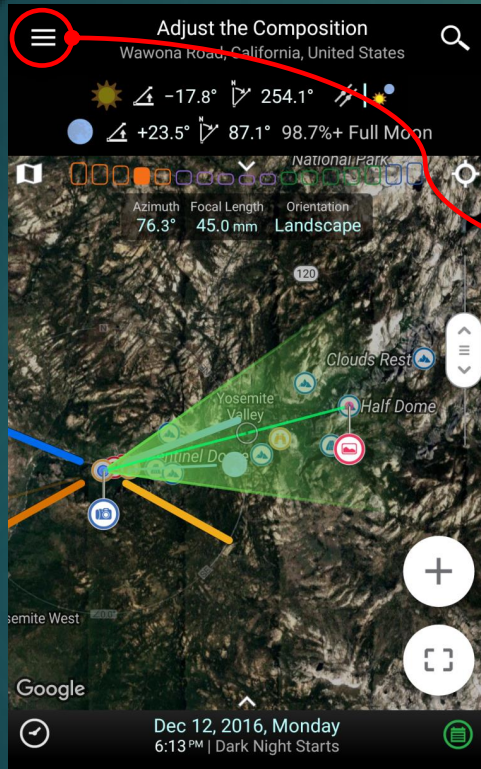 Adjust the Composition
Wawona Road, California, United States
−17.8° N 254.1°
+23.5° N 87.1° 98.7%+ Full Moon
National Park
Azimuth Focal Length Orientation
76.3° 45.0 mm Landscape
120
Clouds Rest
Yosemite
Valley
Half Dome
Sentinel Dome
semite West
Google
Dec 12, 2016, Monday
6:13 PM | Dark Night Starts